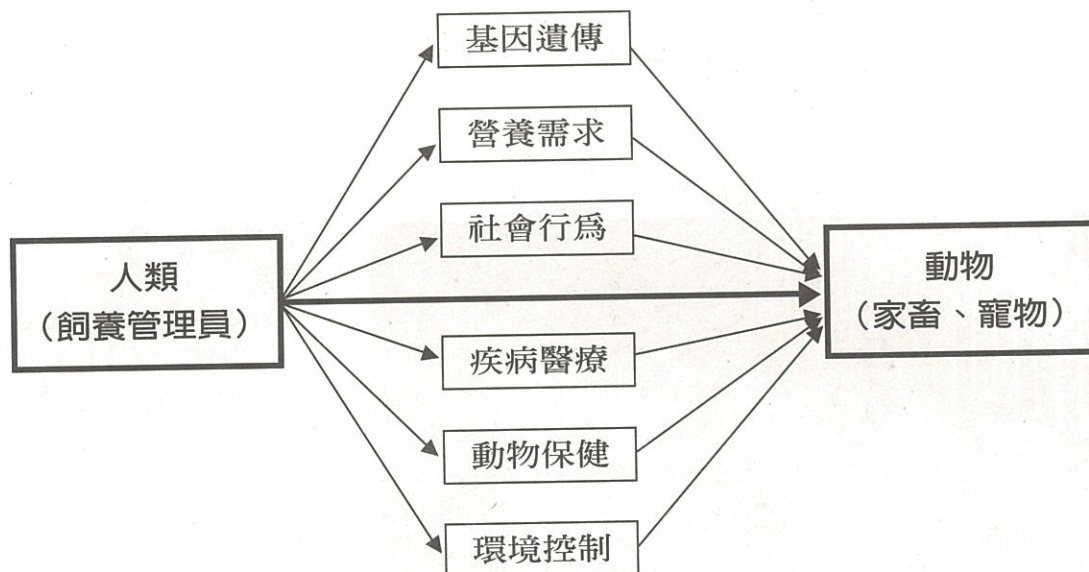 基因遺傳
營養需求
社會行為
人類
（飼養管理員）
動物
（家畜、寵物）
疾病醫療
動物保健
環境控制